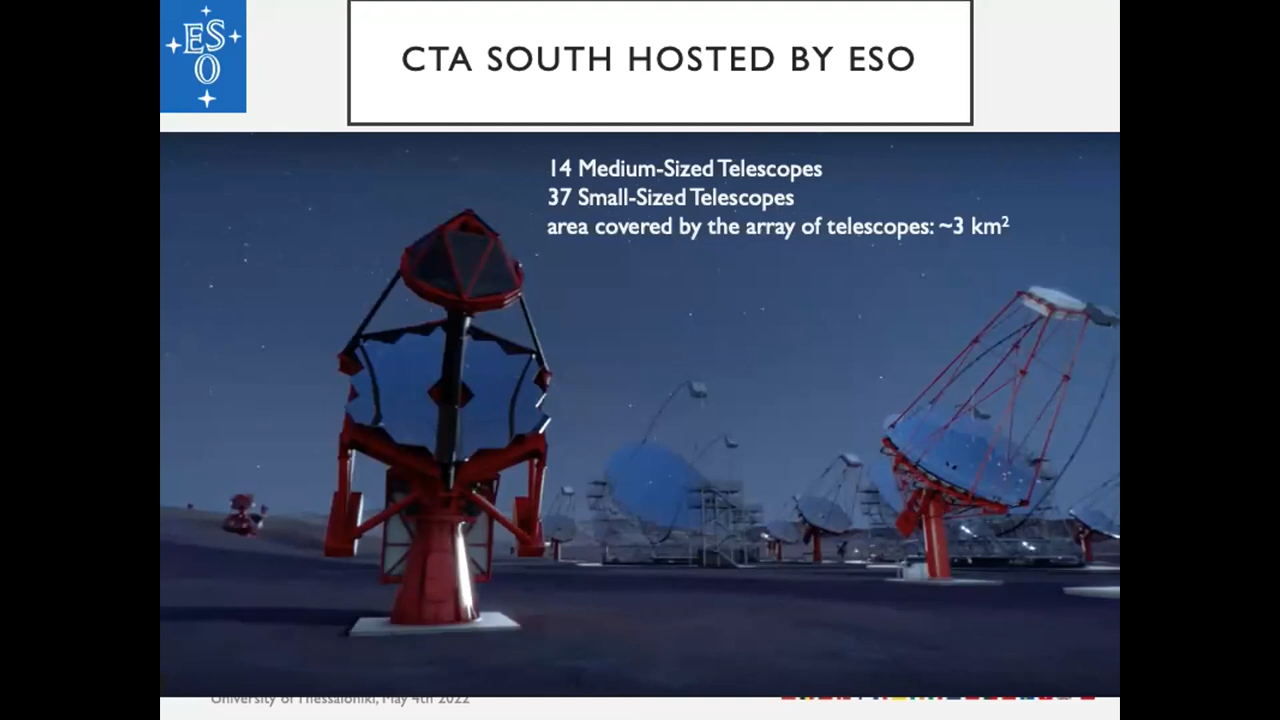 ESO
CTA SOUTH HOSTED BY ESO
14 Medium-Sized Telescopes
37 Small-Sized Telescopes
area covered by the array of telescopes: ~3 km²
University of Thessaloniki, May 4th 2022